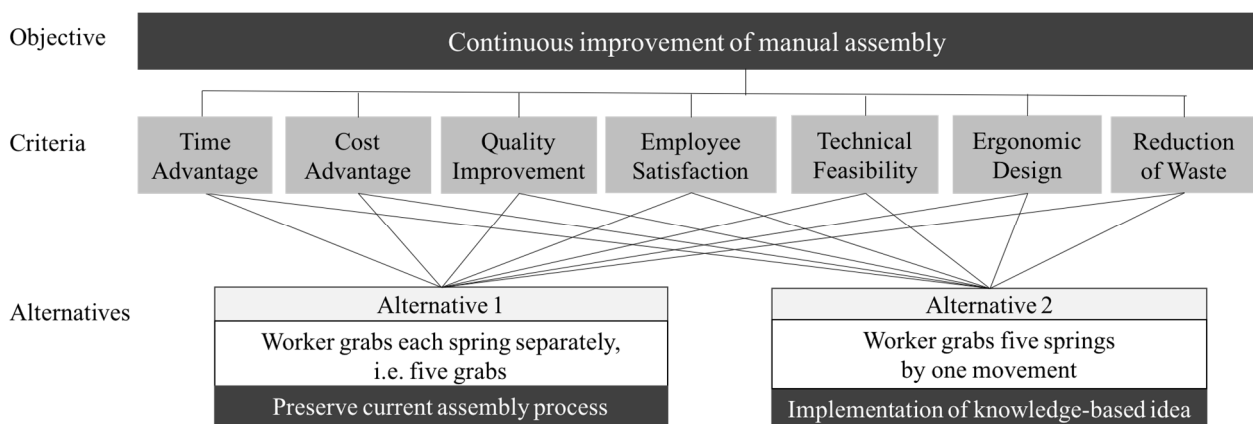 Objective
Continuous improvement of manual assembly
Criteria
Time
Advantage
Cost
Advantage
Quality
Improvement
Employee
Satisfaction
Technical
Feasibility
Ergonomic
Design
Reduction
of Waste
Alternatives
Alternative 1
Worker grabs each spring separately,
i.e. five grabs
Preserve current assembly process
Alternative 2
Worker grabs five springs
by one movement
Implementation of knowledge-based idea